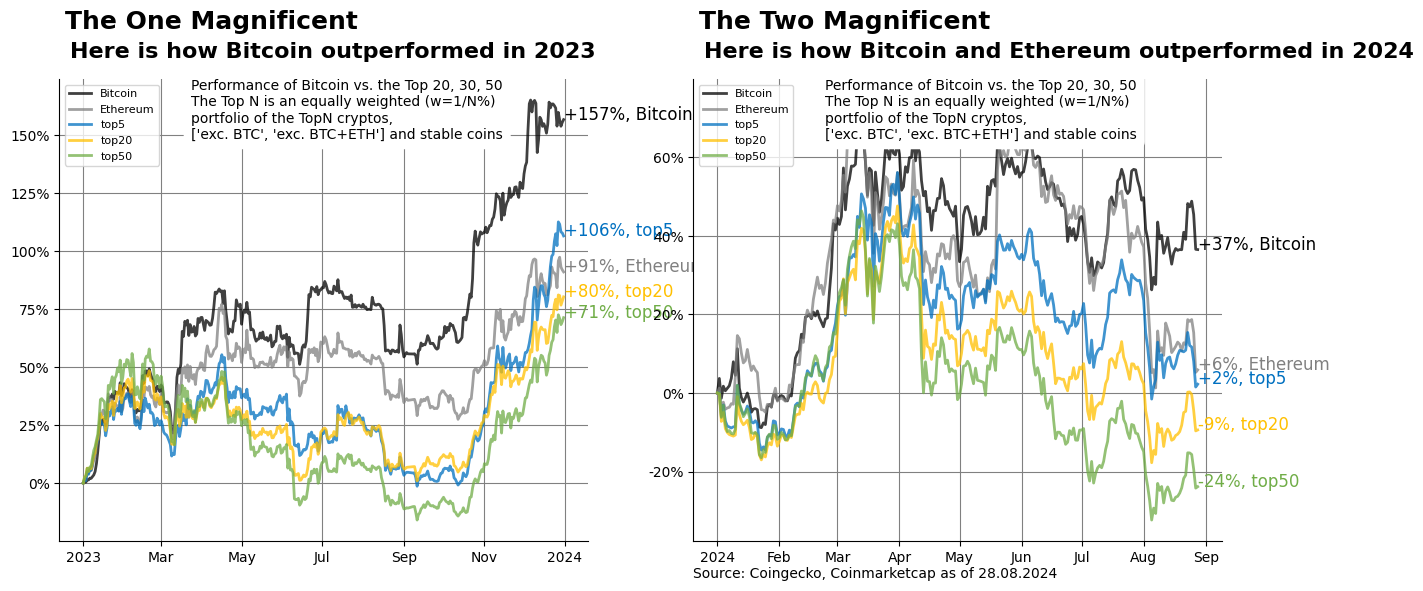 The One Magnificent
Here is how Bitcoin outperformed in 2023
Bitcoin
Ethereum
top5
top20
top50
Performance of Bitcoin vs. the Top 20, 30, 50
The Top N is an equally weighted (w=1/N%)
portfolio of the TopN cryptos,
['exc. BTC', 'exc. BTC+ETH'] and stable coins
150%
125%
100%
75%
50%
25%
0%
+157%, Bitcoin
+106%, top5
+91%, Ethereu
+80%, top20
+71%, top50
2023
Mar
May
Jul
Sep
Nov
2024
The Two Magnificent
Here is how Bitcoin and Ethereum outperformed in 2024
Bitcoin
Ethereum
top5
top20
top50
Performance of Bitcoin vs. the Top 20, 30, 50
The Top N is an equally weighted (w=1/N%)
portfolio of the TopN cryptos,
['exc. BTC', 'exc. BTC+ETH'] and stable coins
60%
40%
20%
0%
-20%
+37%, Bitcoin
+6%, Ethereum
+2%, top5
-9%, top20
-24%, top50
2024
Feb
Mar
Apr
May
Jun
Jul
Aug
Sep
Source: Coingecko, Coinmarketcap as of 28.08.2024